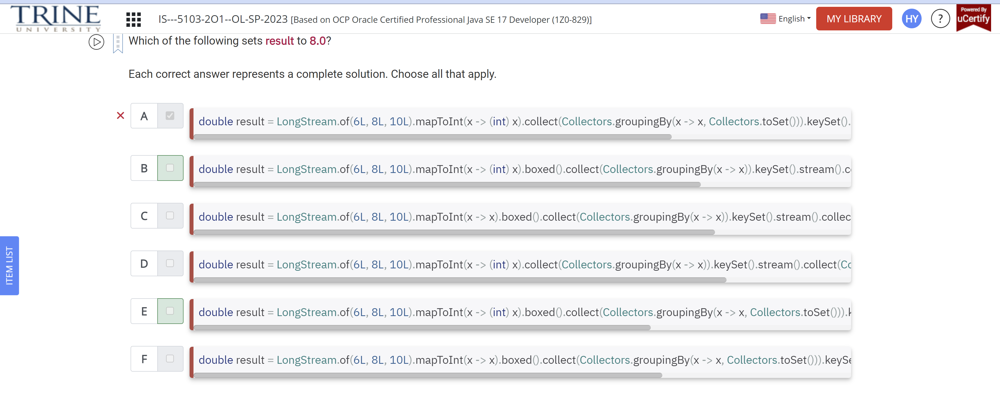 TRINE
UNIVERSITY
IS---5103-2O1--OL-SP-2023 [Based on OCP Oracle Certified Professional Java SE 17 Developer (1Z0-829)]
English
MY LIBRARY
HY
?
Powered By
uCertify
Which of the following sets result to 8.0?
Each correct answer represents a complete solution. Choose all that apply.
A
double result = LongStream.of(6L, 8L, 10L).mapToInt(x -> (int) x).collect(Collectors.groupingBy(x -> x, Collectors.toSet())).keySet().
B
double result = LongStream.of(6L, 8L, 10L).mapToInt(x -> (int) x).boxed().collect(Collectors.groupingBy(x -> x)).keySet().stream().c
C
double result = LongStream.of(6L, 8L, 10L).mapToInt(x -> x).boxed().collect(Collectors.groupingBy(x -> x)).keySet().stream().collec
D
double result = LongStream.of(6L, 8L, 10L).mapToInt(x -> (int) x).collect(Collectors.groupingBy(x -> x)).keySet().stream().collect(Co
E
double result = LongStream.of(6L, 8L, 10L).mapToInt(x -> (int) x).boxed().collect(Collectors.groupingBy(x -> x, Collectors.toSet())).k
F
double result = LongStream.of(6L, 8L, 10L).mapToInt(x -> x).boxed().collect(Collectors.groupingBy(x -> x, Collectors.toSet())).keySe
ITEM LIST